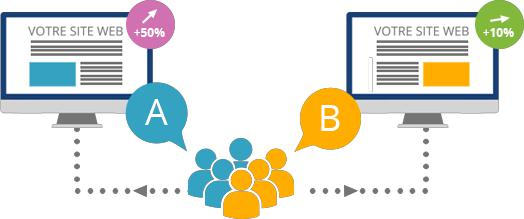 VOTRE SITE WEB
+50%
A
VOTRE SITE WEB
+10%
B